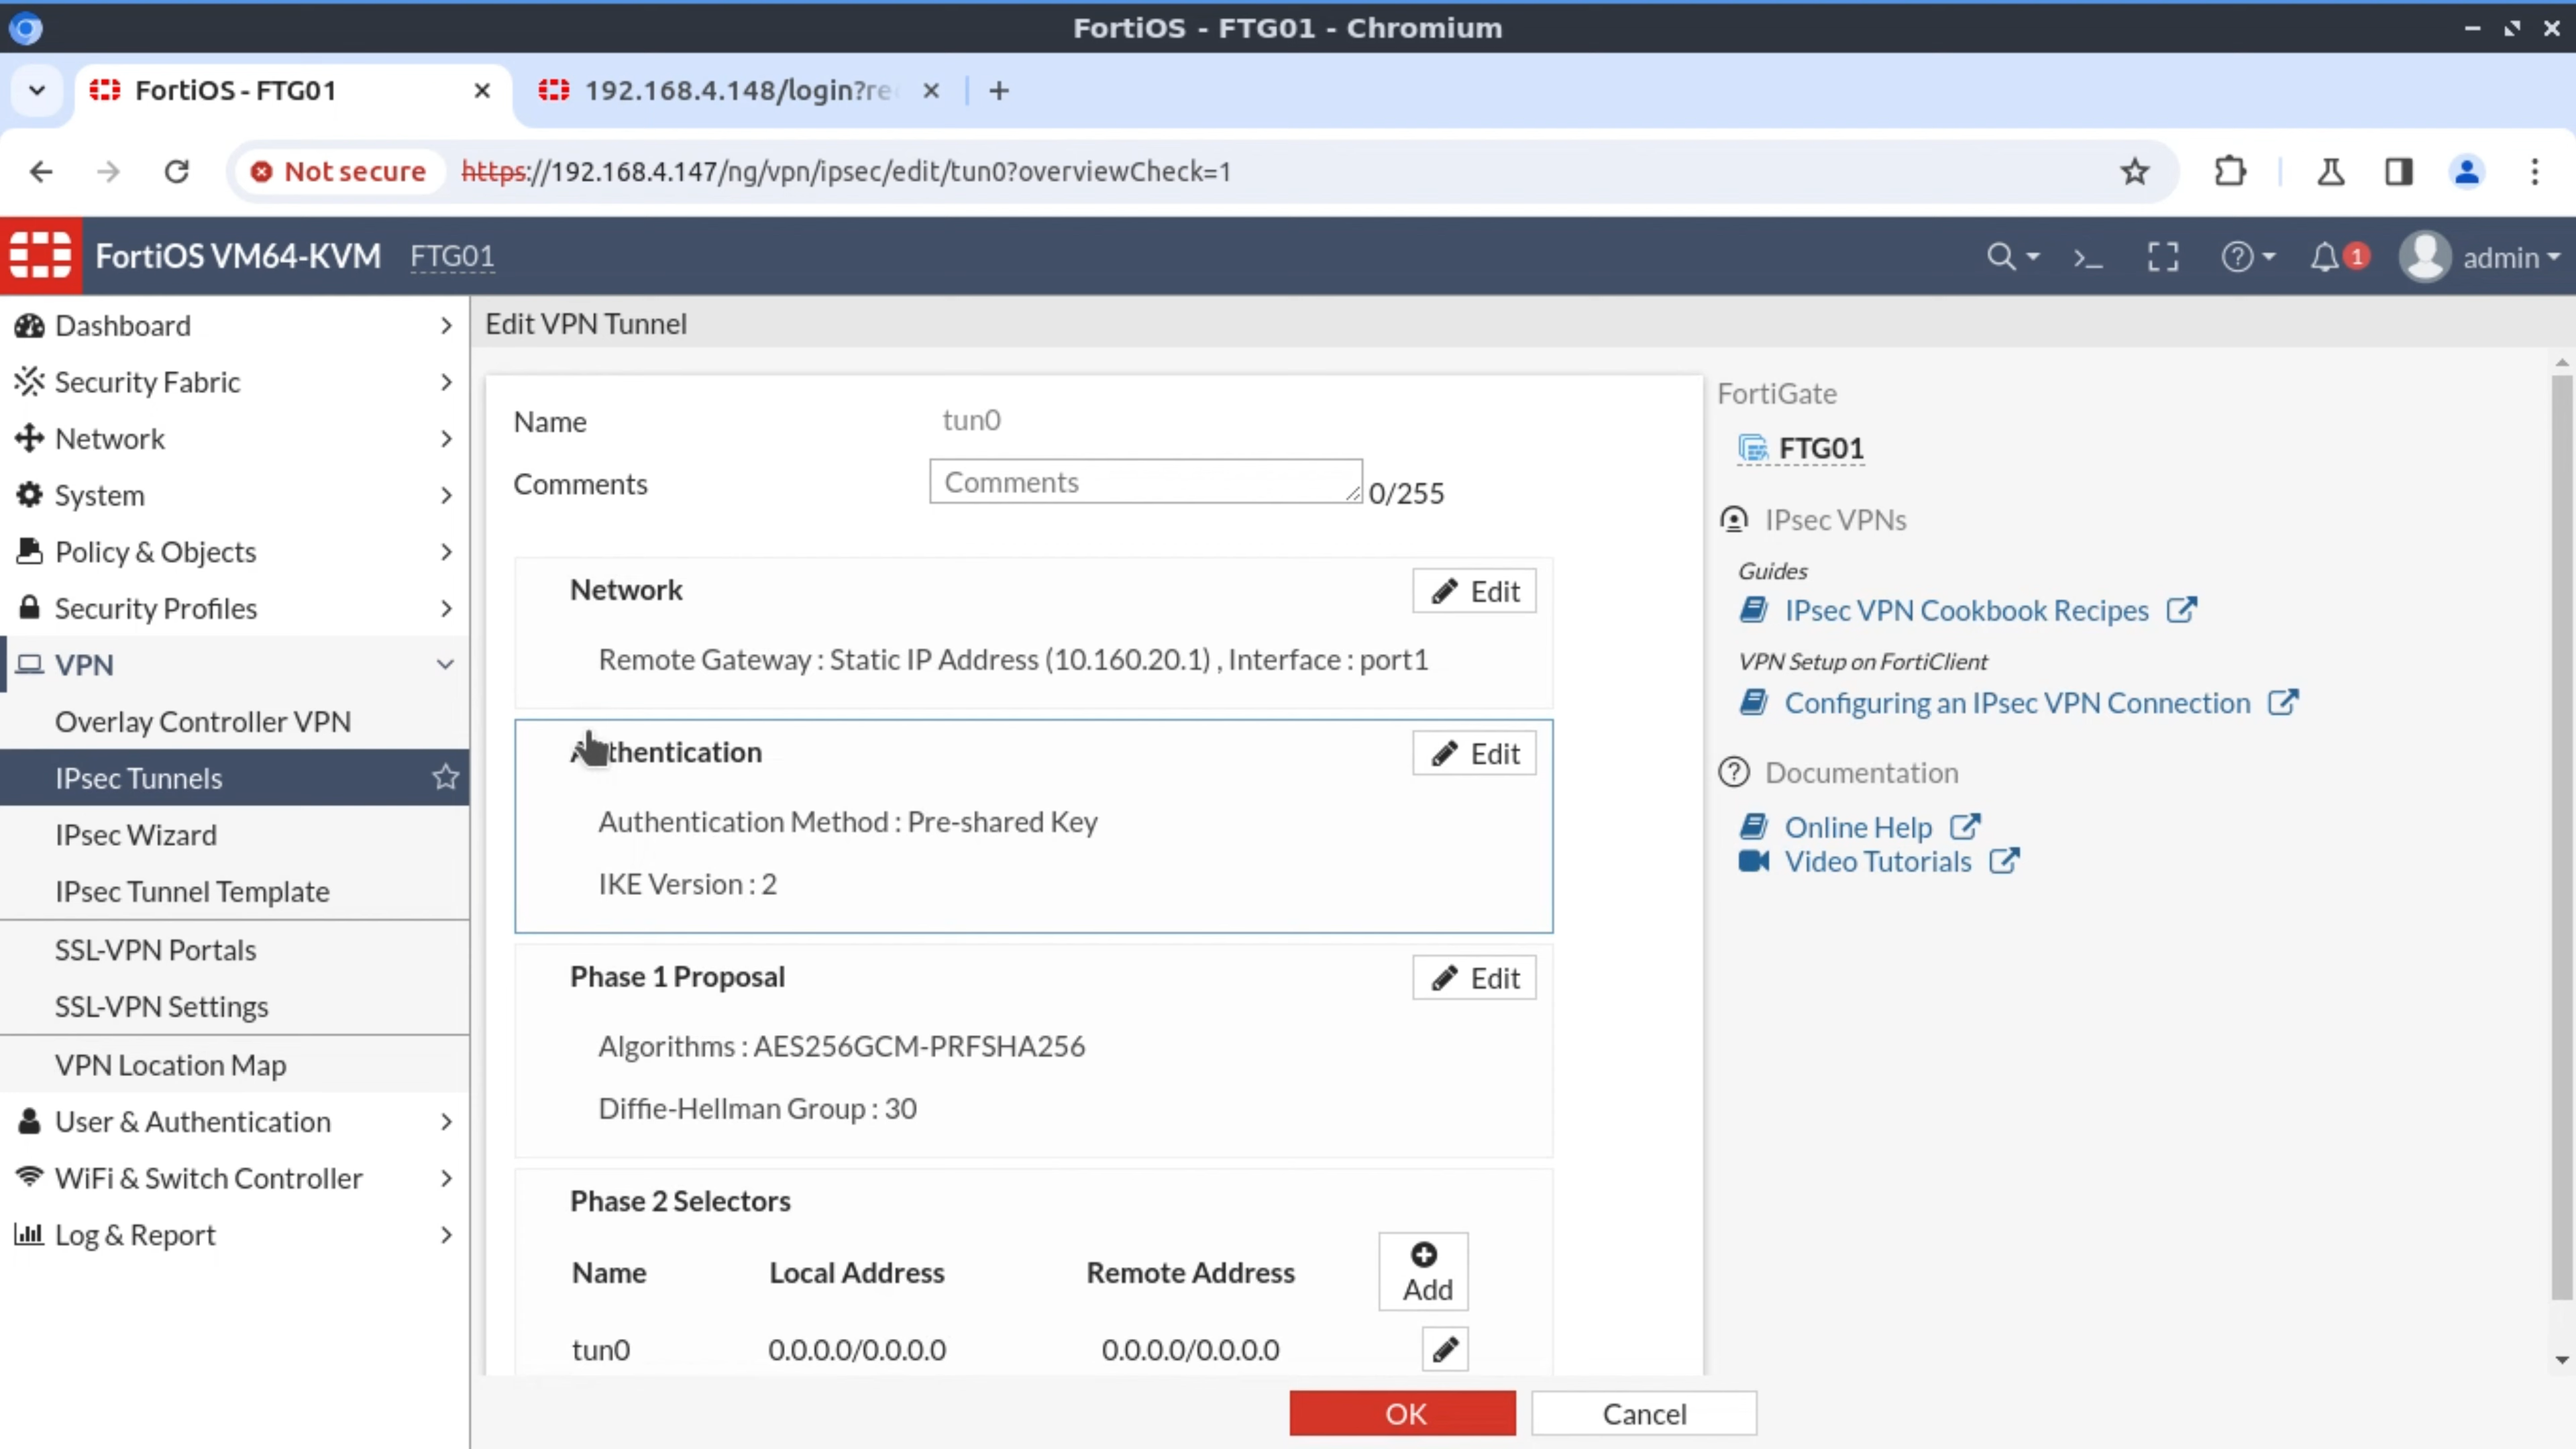 FortiOS - FTG01 - Chromium
FortiOS - FTG01
192.168.4.148/login?re
Not secure
https://192.168.4.147/ng/vpn/ipsec/edit/tun0?overviewCheck=1
FortiOS VM64-KVM
FTG01
1
admin
Dashboard
Security Fabric
Network
System
Policy & Objects
Security Profiles
VPN
Overlay Controller VPN
IPsec Tunnels
IPsec Wizard
IPsec Tunnel Template
SSL-VPN Portals
SSL-VPN Settings
VPN Location Map
User & Authentication
WiFi & Switch Controller
Log & Report
Edit VPN Tunnel
Name
tun0
Comments
Comments
0/255
Network
Edit
Remote Gateway : Static IP Address (10.160.20.1) , Interface : port1
Authentication
Edit
Authentication Method : Pre-shared Key
IKE Version : 2
Phase 1 Proposal
Edit
Algorithms : AES256GCM-PRFSHA256
Diffie-Hellman Group : 30
Phase 2 Selectors
Name Local Address Remote Address
Add
tun0 0.0.0.0/0.0.0.0 0.0.0.0/0.0.0.0
OK
Cancel
FortiGate
FTG01
IPsec VPNs
Guides
IPsec VPN Cookbook Recipes
VPN Setup on FortiClient
Configuring an IPsec VPN Connection
Documentation
Online Help
Video Tutorials